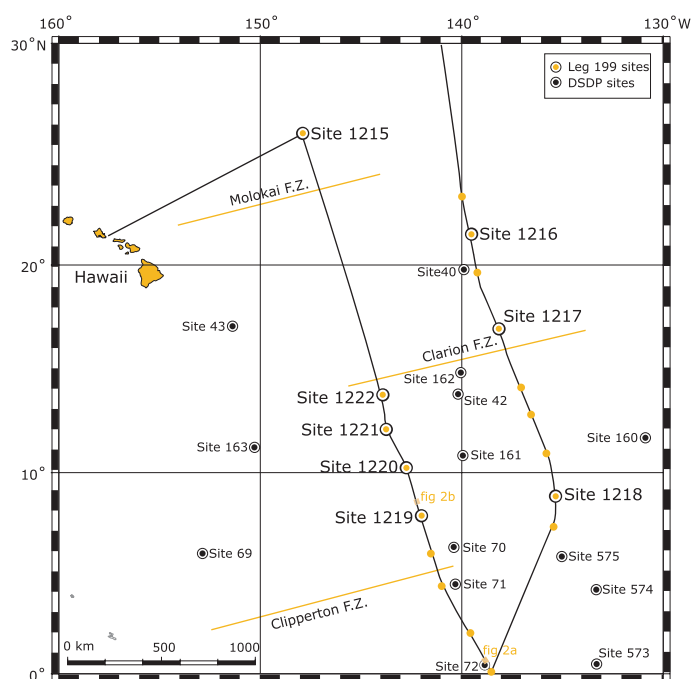 160° 150° 140° 130°W
30°N
Leg 199 sites
DSDP sites
Site 1215
Molokai F.Z.
Site 1216
20°
Site40
Hawaii
Site 1217
Site 43
Clarion F.Z.
Site 162
Site 1222
Site 42
Site 1221
Site 160
Site 163
Site 161
Site 1220
10°
fig 2b
Site 1218
Site 1219
Site 70
Site 69
Site 575
Site 71
Site 574
Clipperton F.Z.
0 km 500 1000
fig 2a
Site 573
Site 72
0°